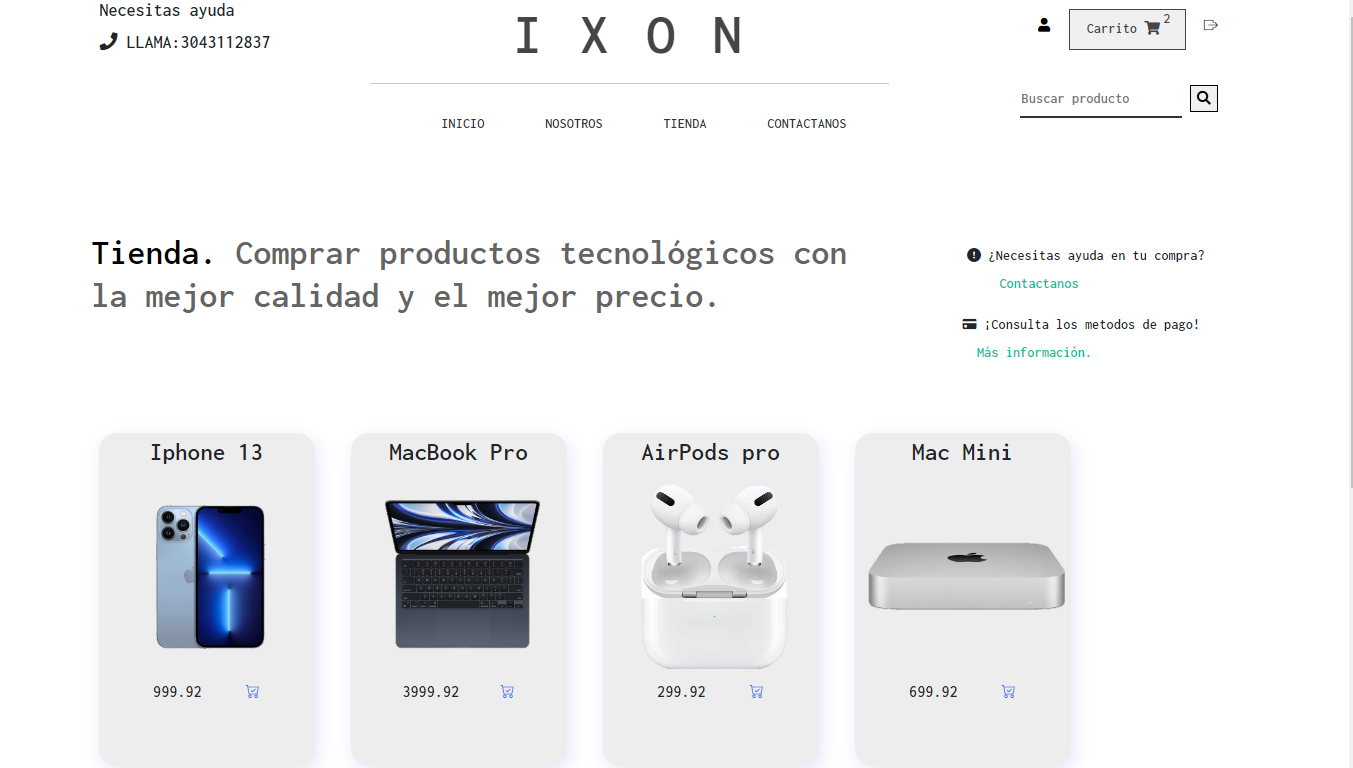 Necesitas ayuda
LLAMA:3043112837
I X O N
Carrito 2
Buscar producto
INICIO NOSOTROS TIENDA CONTACTANOS
Tienda. Comprar productos tecnológicos con
la mejor calidad y el mejor precio.
¿Necesitas ayuda en tu compra?
Contactanos
¡Consulta los metodos de pago!
Más información.
Iphone 13
999.92
MacBook Pro
3999.92
AirPods pro
299.92
Mac Mini
699.92